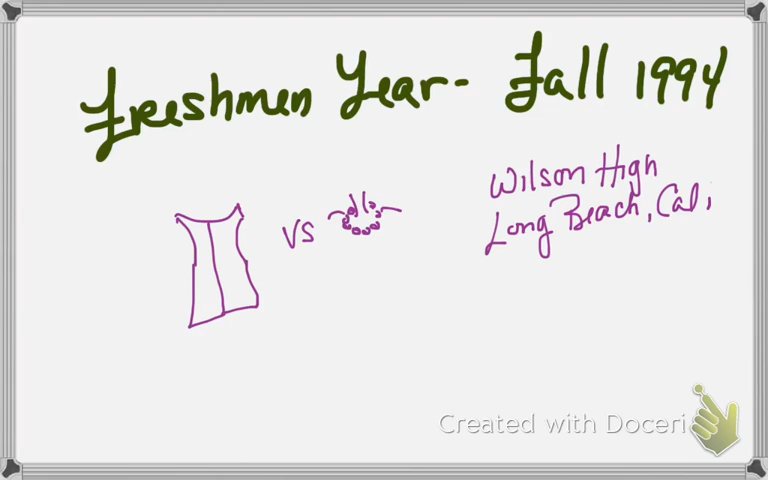 Freshmen Year- Fall 1994
Wilson High
Long Beach, Cal,
VS
Created with Doceri